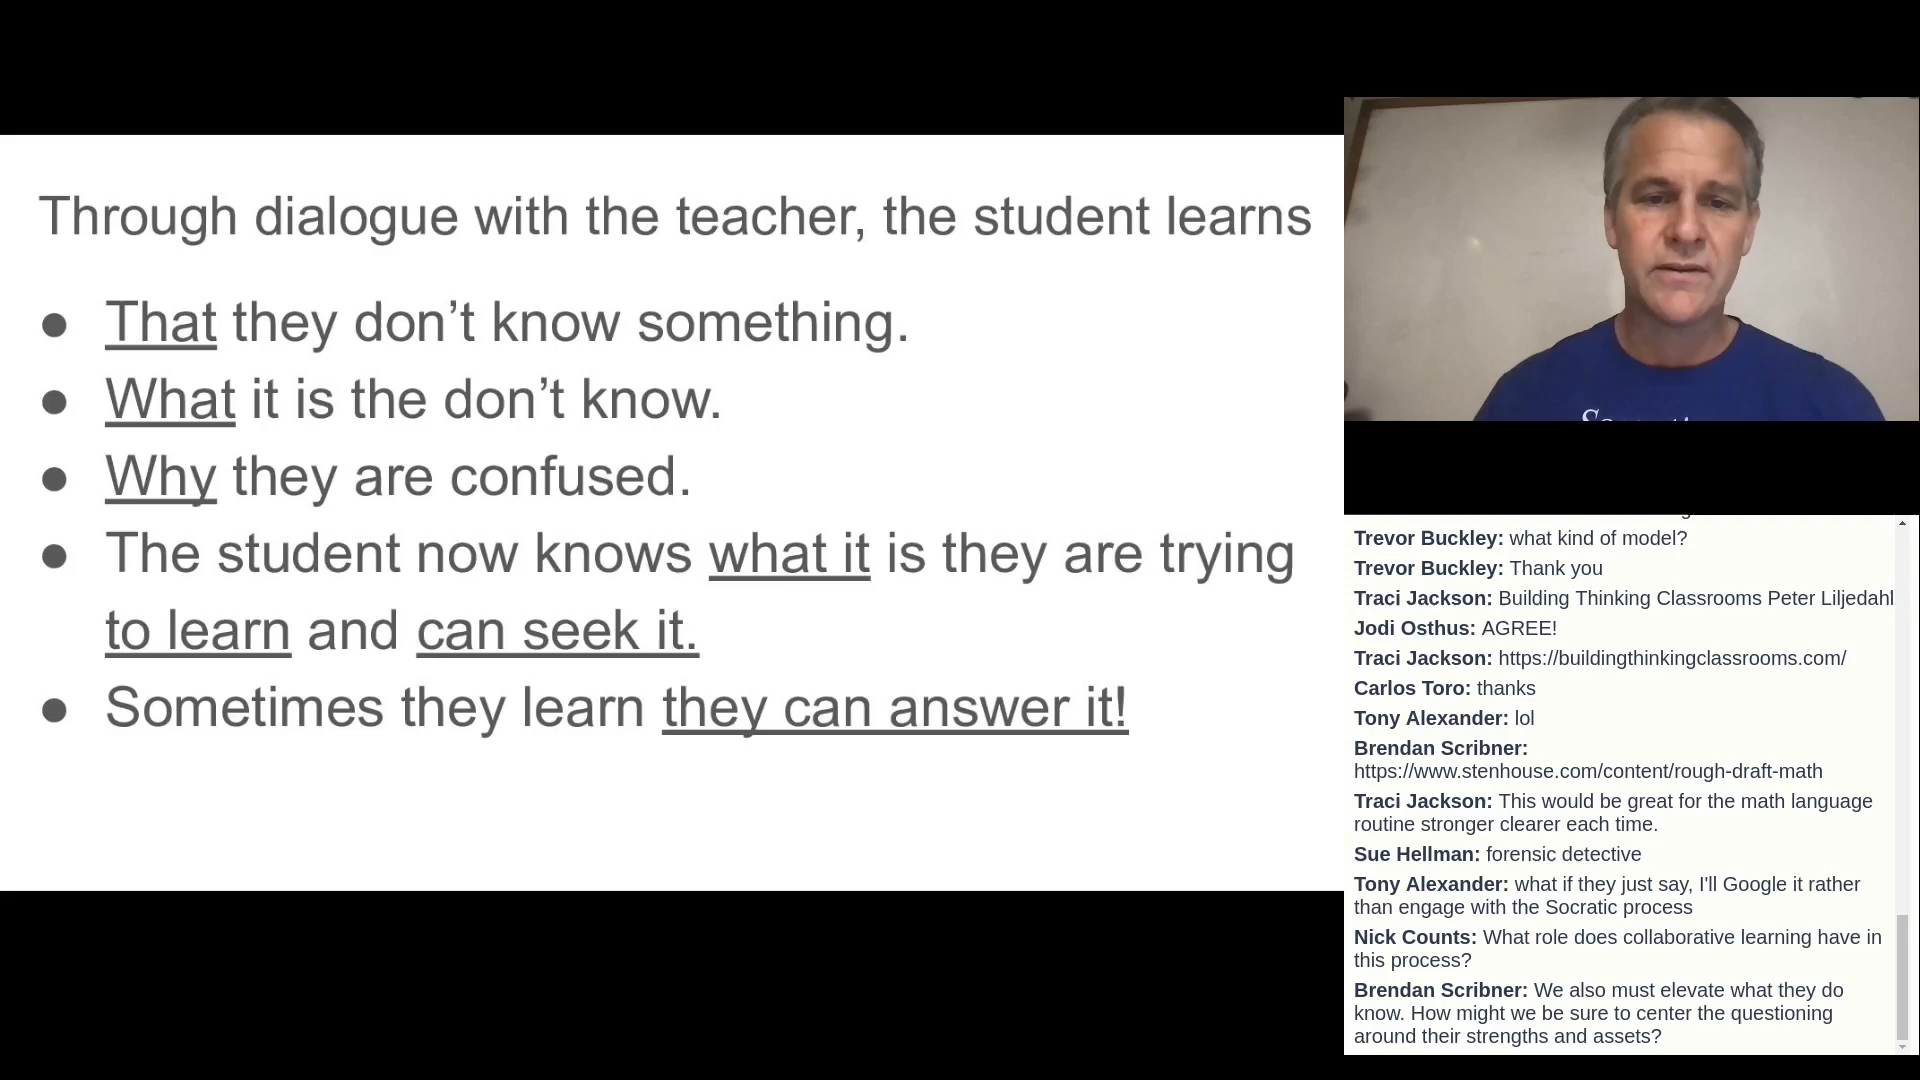 Through dialogue with the teacher, the student learns
● That they don’t know something.
● What it is the don’t know.
● Why they are confused.
● The student now knows what it is they are trying
to learn and can seek it.
● Sometimes they learn they can answer it!
Trevor Buckley: what kind of model?
Trevor Buckley: Thank you
Traci Jackson: Building Thinking Classrooms Peter Liljedahl
Jodi Osthus: AGREE!
Traci Jackson: https://buildingthinkingclassrooms.com/
Carlos Toro: thanks
Tony Alexander: lol
Brendan Scribner:
https://www.stenhouse.com/content/rough-draft-math
Traci Jackson: This would be great for the math language
routine stronger clearer each time.
Sue Hellman: forensic detective
Tony Alexander: what if they just say, I'll Google it rather
than engage with the Socratic process
Nick Counts: What role does collaborative learning have in
this process?
Brendan Scribner: We also must elevate what they do
know. How might we be sure to center the questioning
around their strengths and assets?